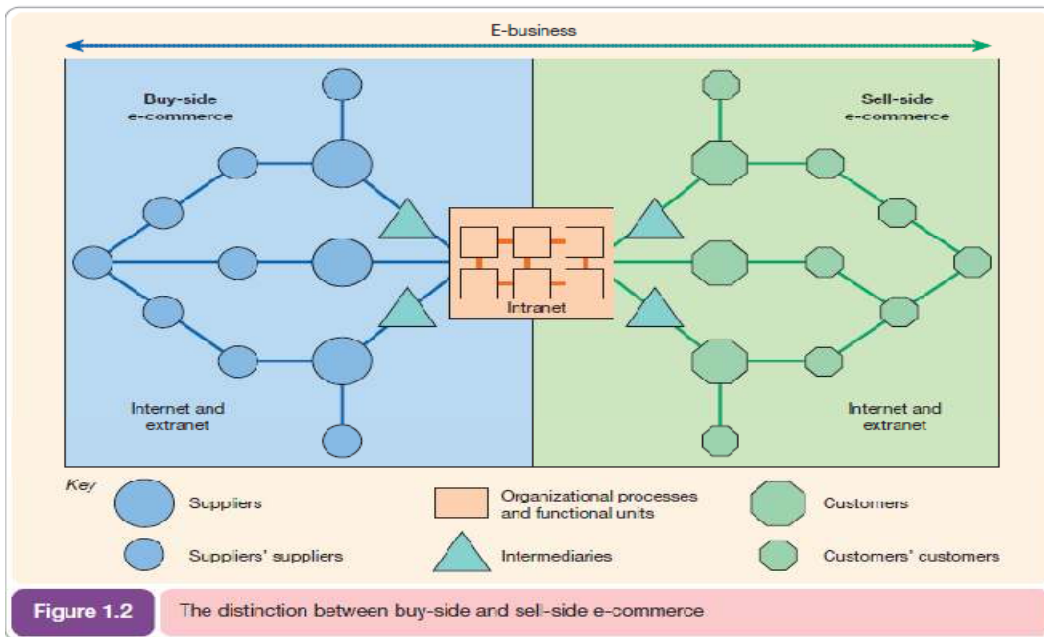 E-business
Buy-side
e-commerce
Sell-side
e-commerce
Intranet
Internet and
extranet
Internet and
extranet
Key
Suppliers
Organizational processes
and functional units
Customers
Suppliers' suppliers
Intermediaries
Customers' customers
Figure 1.2
The distinction between buy-side and sell-side e-commerce